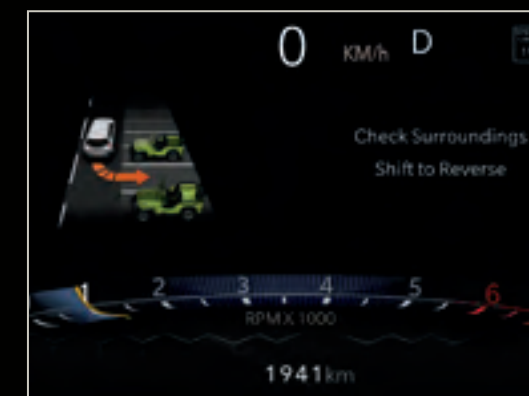 0 KM/h D
Check Surroundings
Shift to Reverse
1 2 3 4 5 6
RPM X 1000
1941km